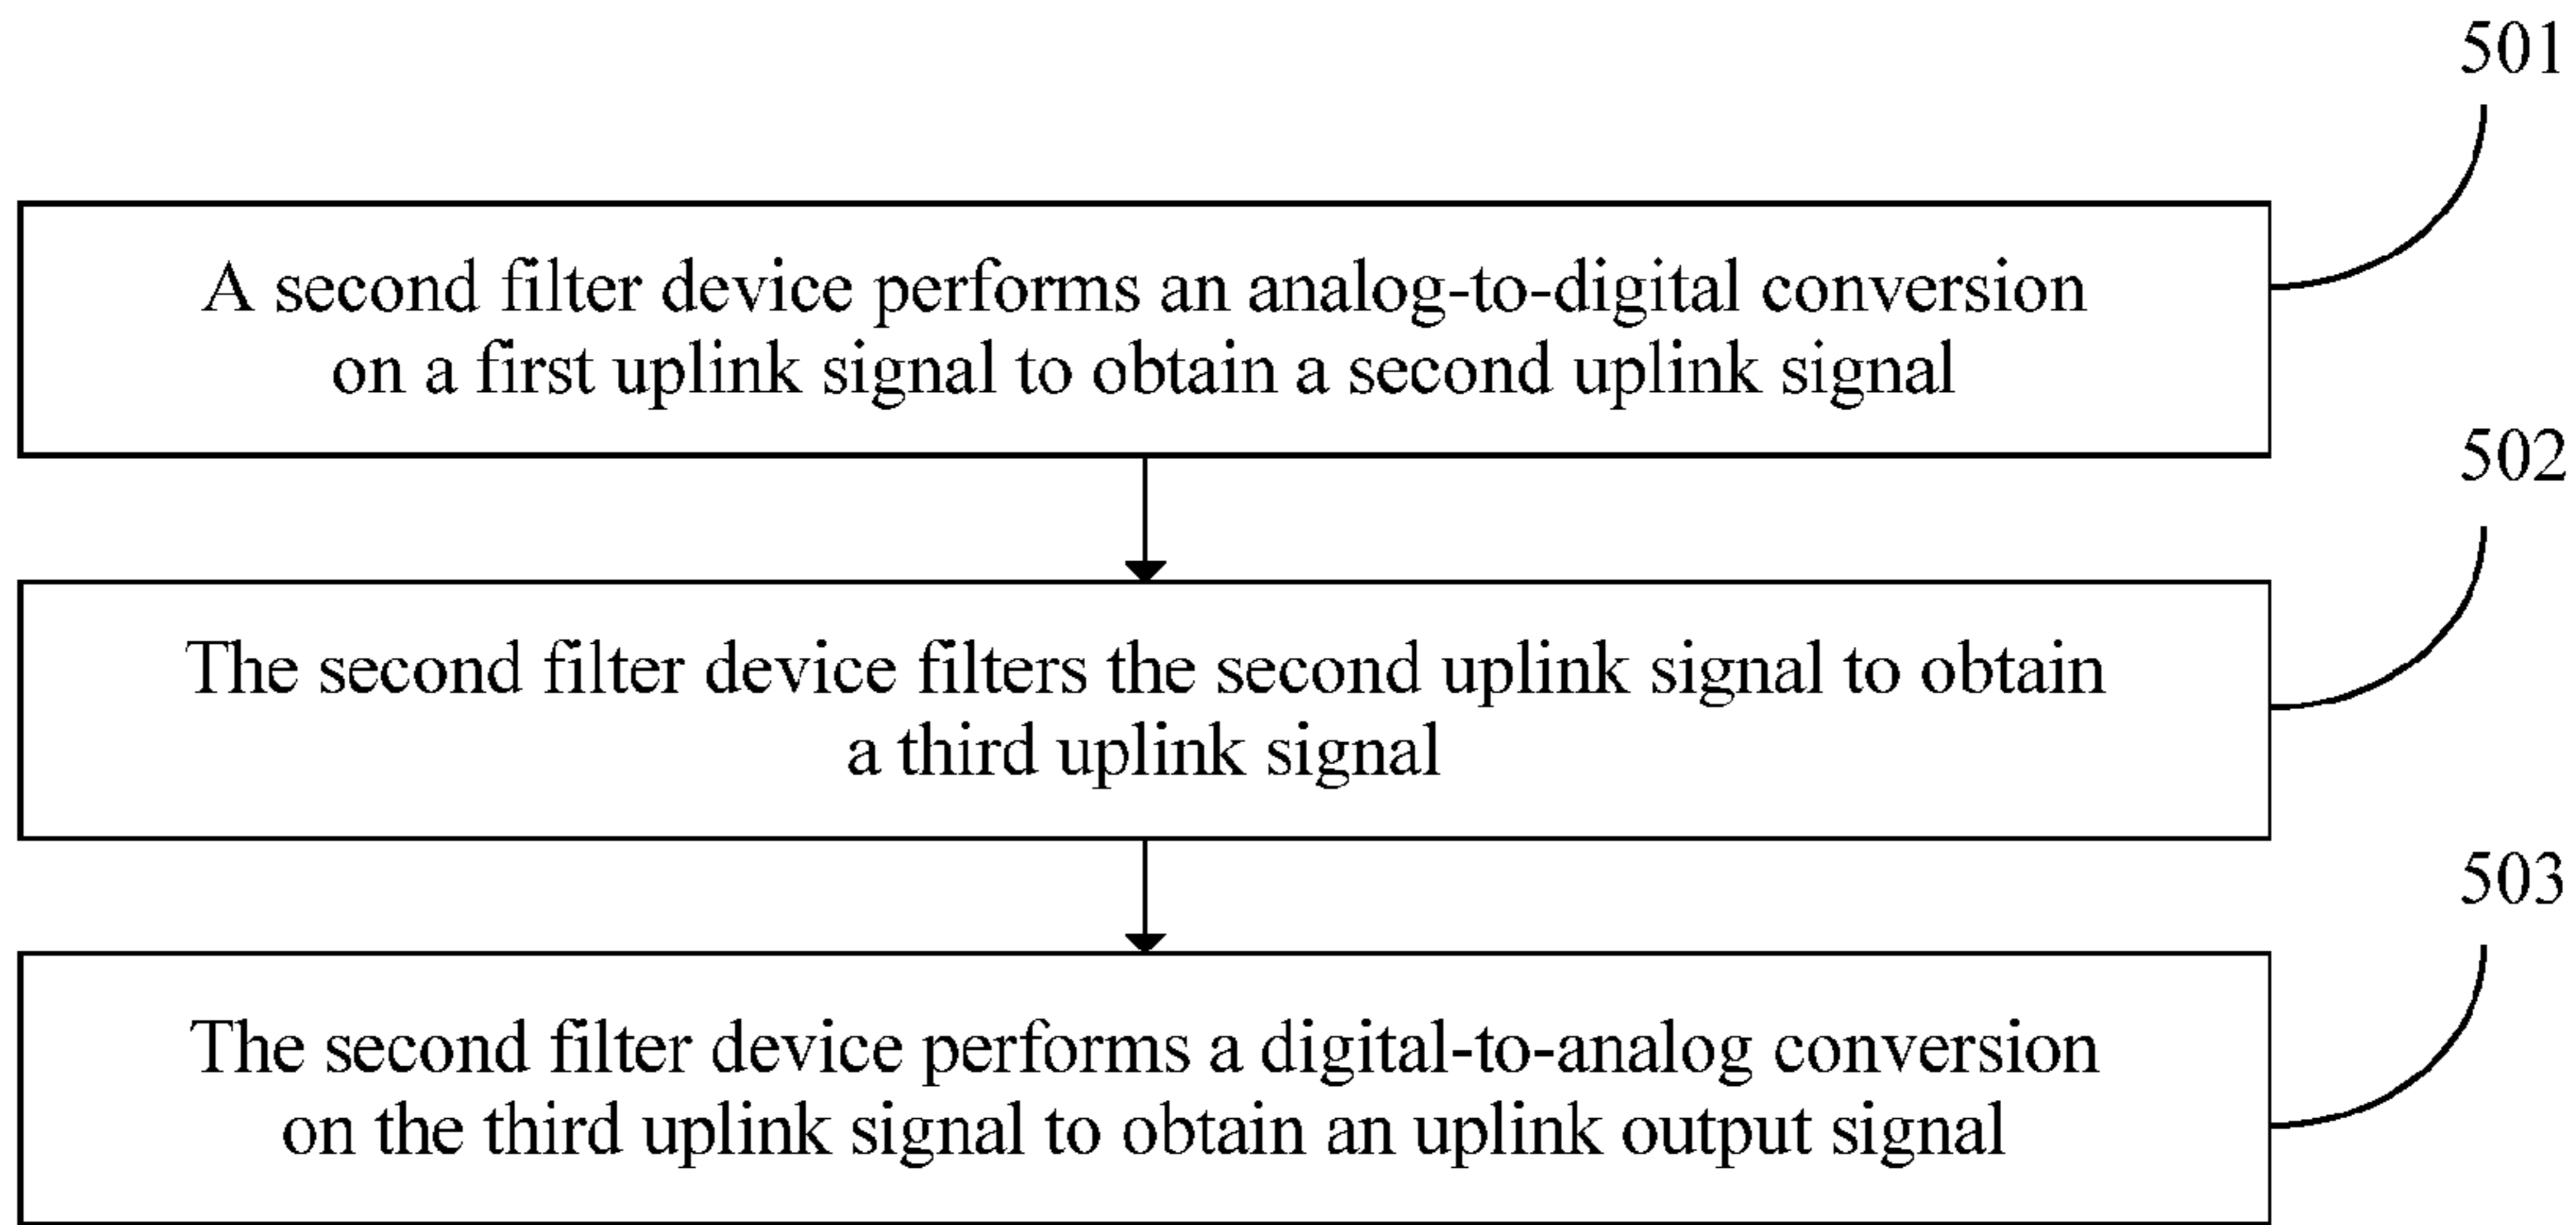 501
A second filter device performs an analog-to-digital conversion
on a first uplink signal to obtain a second uplink signal
502
The second filter device filters the second uplink signal to obtain
a third uplink signal
503
The second filter device performs a digital-to-analog conversion
on the third uplink signal to obtain an uplink output signal